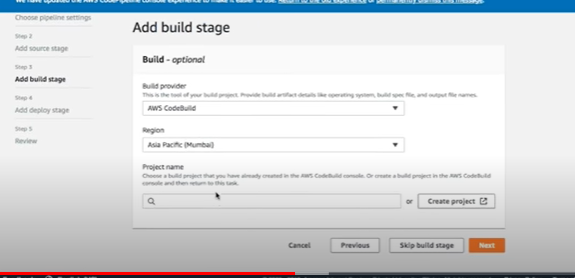 We have updated the AWS CodePipeline console experience to make it easier to use. Return to the old experience or permanently dismiss this message.
Choose pipeline settings
Step 2
Add source stage
Step 3
Add build stage
Step 4
Add deploy stage
Step 5
Review
Add build stage
Build - optional
Build provider
This is the tool of your build project. Provide build artifact details like operating system, build spec file, and output file names.
AWS CodeBuild
Region
Asia Pacific (Mumbai)
Project name
Choose a build project that you have already created in the AWS CodeBuild console. Or create a build project in the AWS CodeBuild
console and then return to this task.
or
Create project
Cancel
Previous
Skip build stage
Next